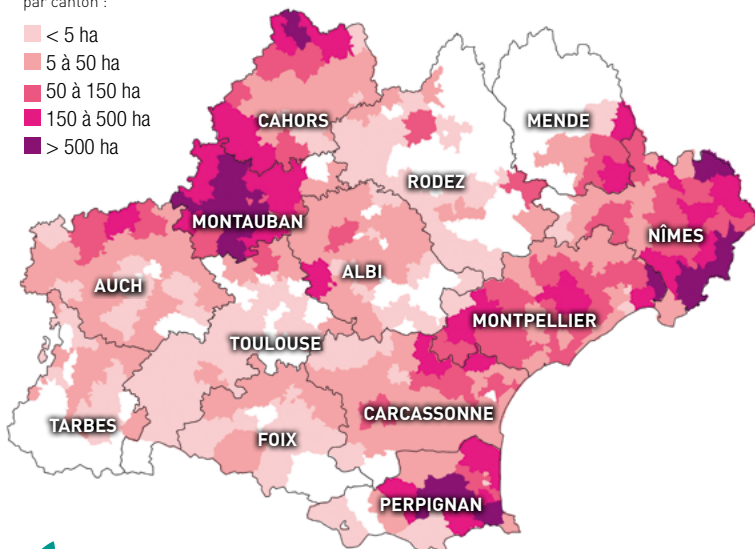 par canton :
< 5 ha
5 à 50 ha
50 à 150 ha
150 à 500 ha
> 500 ha
CAHORS
MENDE
RODEZ
MONTAUBAN
NÎMES
ALBI
AUCH
MONTPELLIER
TOULOUSE
CARCASSONNE
TARBES
FOIX
PERPIGNAN